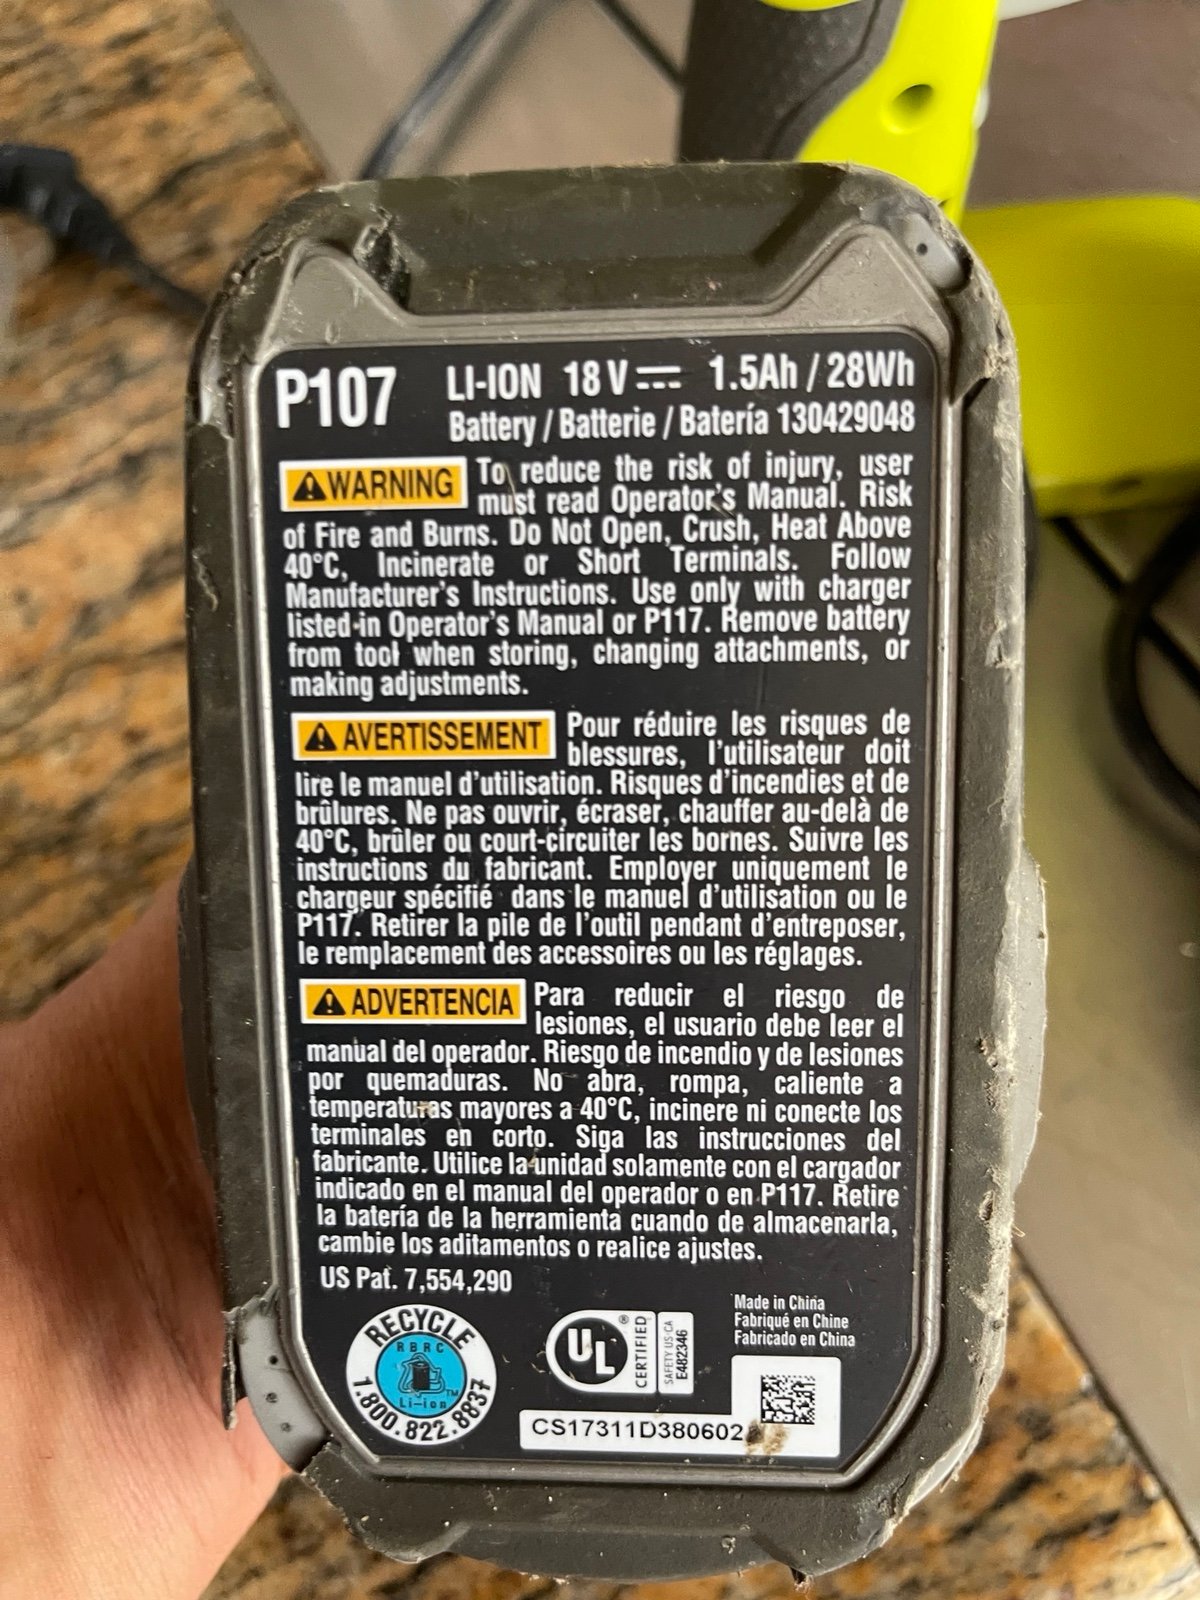 P107
LI-ION 18 V⎓ 1.5Ah / 28Wh
Battery / Batterie / Batería 130429048
⚠WARNING To reduce the risk of injury, user
must read Operator's Manual. Risk
of Fire and Burns. Do Not Open, Crush, Heat Above
40°C, Incinerate or Short Terminals. Follow
Manufacturer's Instructions. Use only with charger
listed in Operator's Manual or P117. Remove battery
from tool when storing, changing attachments, or
making adjustments.
⚠AVERTISSEMENT Pour réduire les risques de
blessures, l'utilisateur doit
lire le manuel d'utilisation. Risques d'incendies et de
brûlures. Ne pas ouvrir, écraser, chauffer au-delà de
40°C, brûler ou court-circuiter les bornes. Suivre les
instructions du fabricant. Employer uniquement le
chargeur spécifié dans le manuel d'utilisation ou le
P117. Retirer la pile de l'outil pendant d'entreposer,
le remplacement des accessoires ou les réglages.
⚠ADVERTENCIA Para reducir el riesgo de
lesiones, el usuario debe leer el
manual del operador. Riesgo de incendio y de lesiones
por quemaduras. No abra, rompa, caliente a
temperaturas mayores a 40°C, incinere ni conecte los
terminales en corto. Siga las instrucciones del
fabricante. Utilice la unidad solamente con el cargador
indicado en el manual del operador o en P117. Retire
la batería de la herramienta cuando de almacenarla,
cambie los aditamentos o realice ajustes.
US Pat. 7,554,290
RECYCLE
RBRC
Li-ion™
1.800.822.8837
UL®
CERTIFIED
SAFETY US-CA
E482346
Made in China
Fabriqué en Chine
Fabricado en China
CS17311D380602